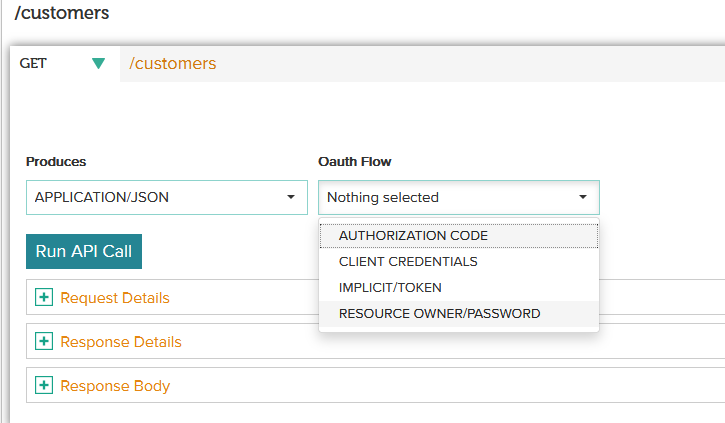 /customers
GET /customers
Produces Oauth Flow
APPLICATION/JSON Nothing selected
AUTHORIZATION CODE
Run API Call
CLIENT CREDENTIALS
IMPLICIT/TOKEN
Request Details
RESOURCE OWNER/PASSWORD
Response Details
Response Body